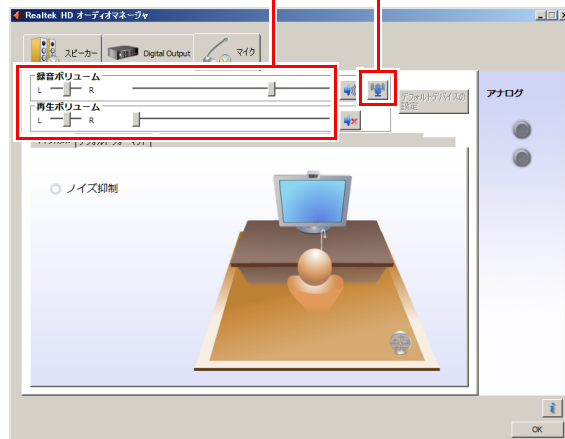 Realtek HD オーディオマネージャ
スピーカー Digital Output マイク
録音ボリューム
L R
デフォルトデバイスの
設定
再生ボリューム
L R
アナログ
ノイズ抑制
OK